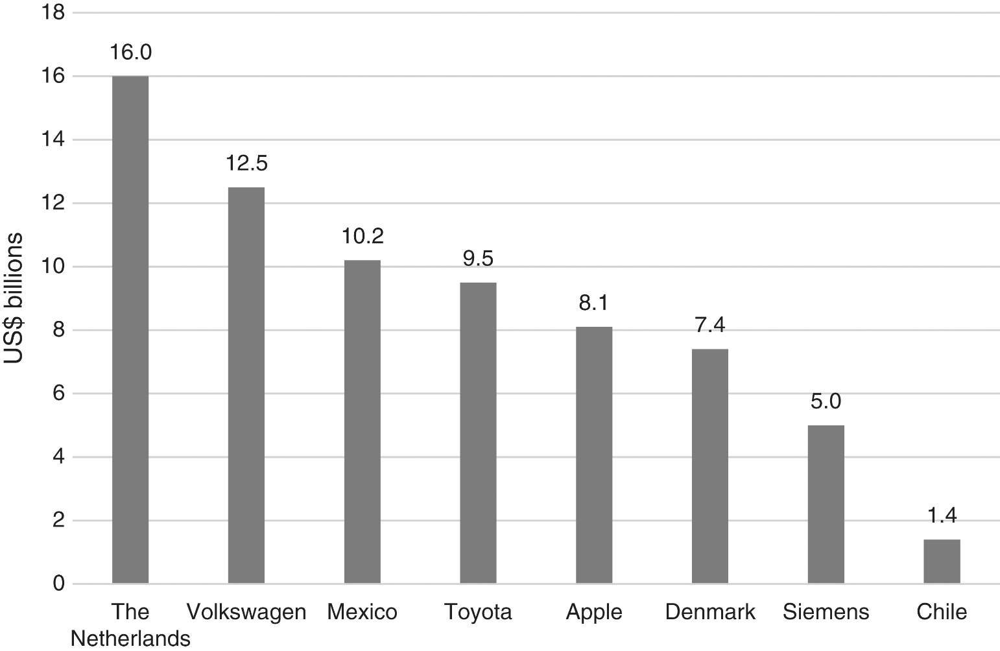 US$ billions
18
16
14
12
10
8
6
4
2
0
16.0
12.5
10.2
9.5
8.1
7.4
5.0
1.4
The
Netherlands
Volkswagen
Mexico
Toyota
Apple
Denmark
Siemens
Chile